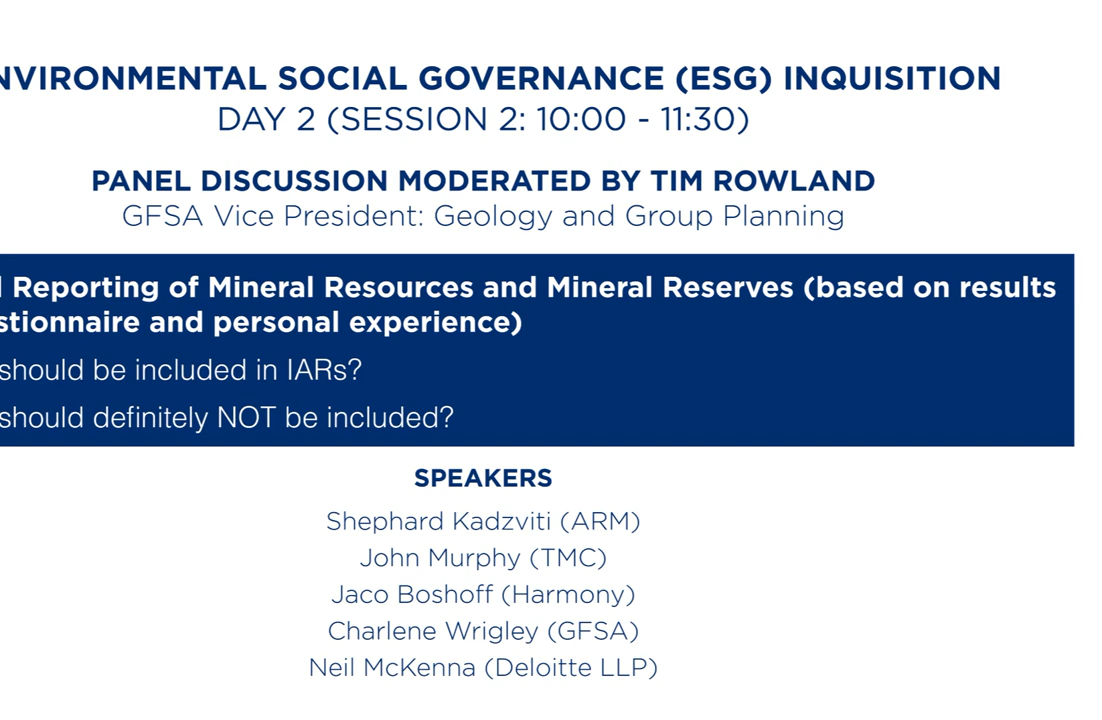 NVIRONMENTAL SOCIAL GOVERNANCE (ESG) INQUISITION
DAY 2 (SESSION 2: 10:00 - 11:30)
PANEL DISCUSSION MODERATED BY TIM ROWLAND
GFSA Vice President: Geology and Group Planning
l Reporting of Mineral Resources and Mineral Reserves (based on results
stionnaire and personal experience)
should be included in IARs?
should definitely NOT be included?
SPEAKERS
Shephard Kadzviti (ARM)
John Murphy (TMC)
Jaco Boshoff (Harmony)
Charlene Wrigley (GFSA)
Neil McKenna (Deloitte LLP)